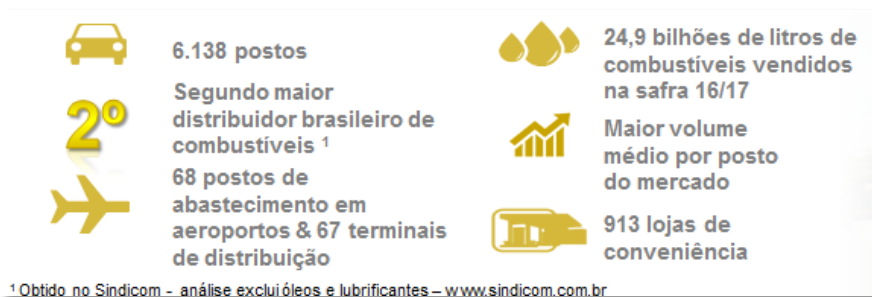 6.138 postos
2º
Segundo maior
distribuidor brasileiro de
combustíveis ¹
68 postos de
abastecimento em
aeroportos & 67 terminais
de distribuição
24,9 bilhões de litros de
combustíveis vendidos
na safra 16/17
Maior volume
médio por posto
do mercado
913 lojas de
conveniência
¹ Obtido no Sindicom - análise exclui óleos e lubrificantes – www.sindicom.com.br